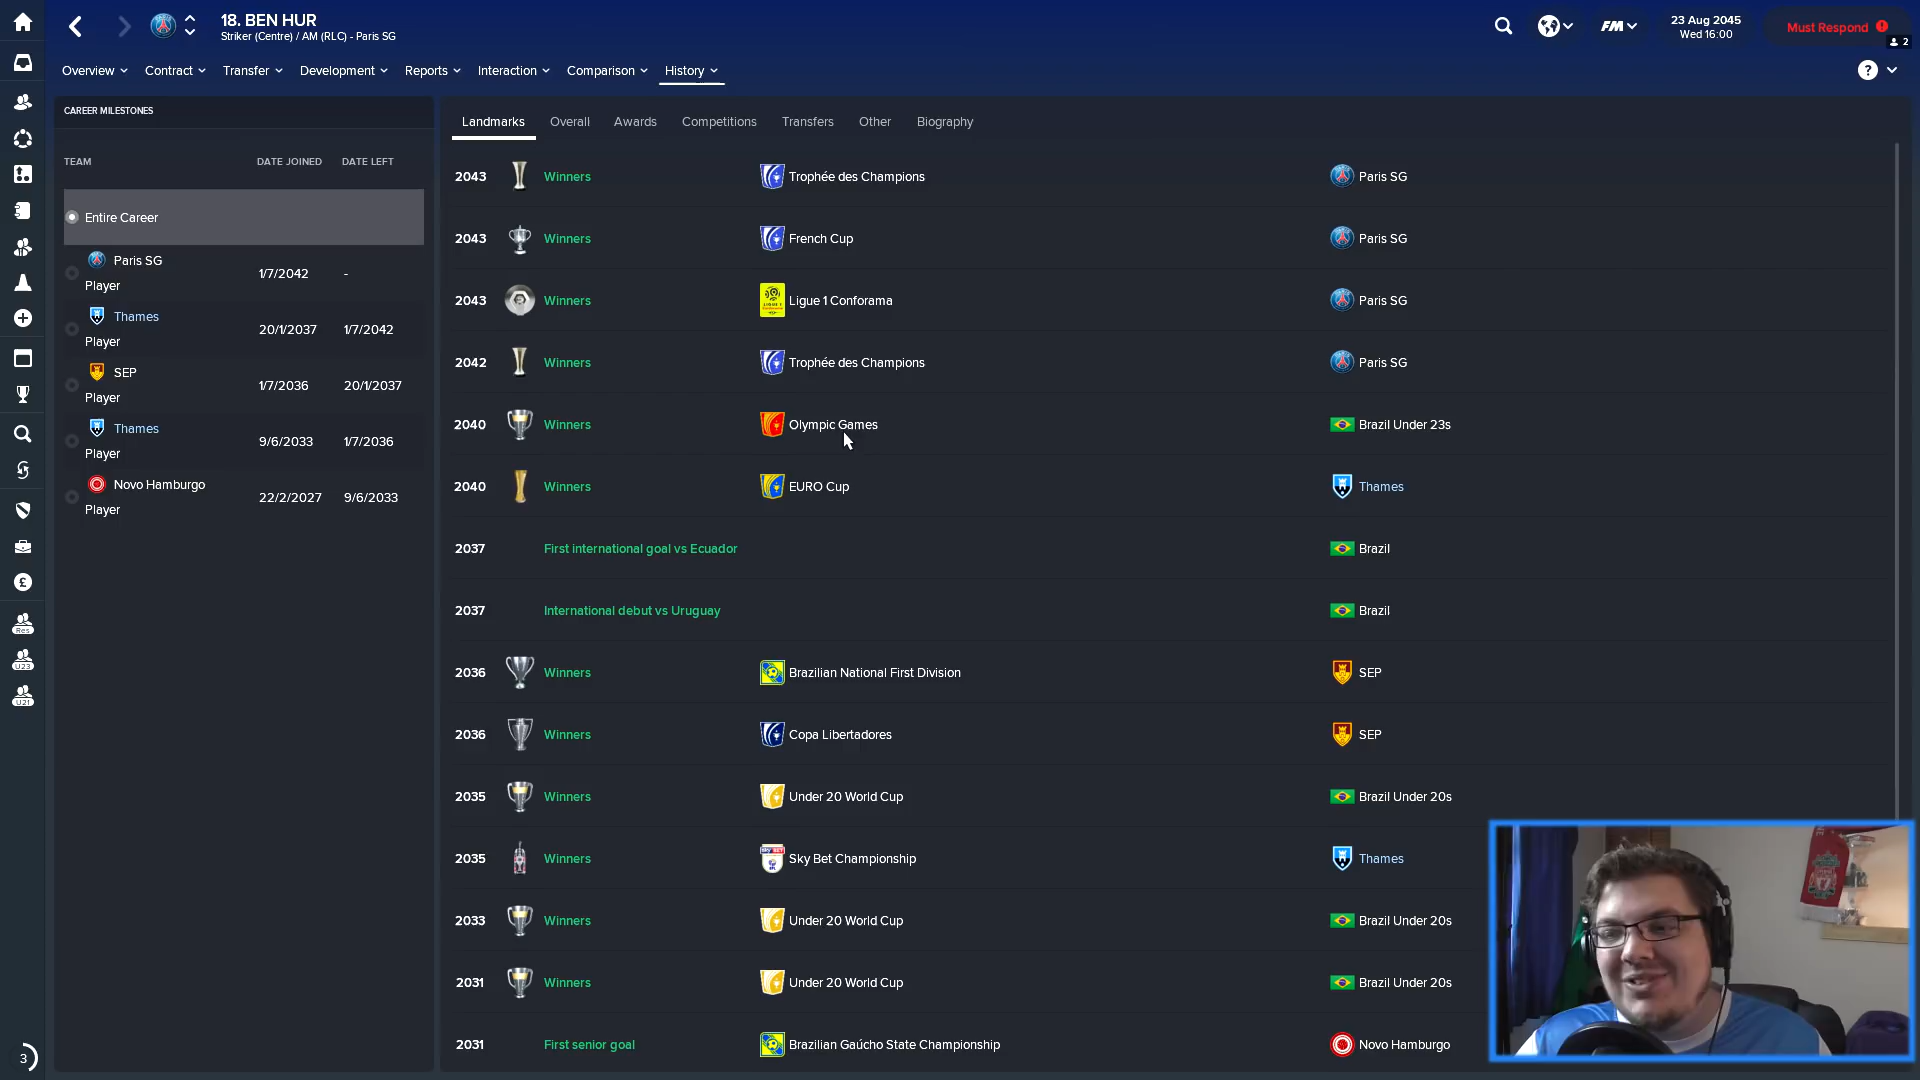 18. BEN HUR
Striker (Centre) / AM (RLC) - Paris SG
FM
23 Aug 2045
Wed 16:00
Must Respond
2
Overview
Contract
Transfer
Development
Reports
Interaction
Comparison
History
?
CAREER MILESTONES
TEAM DATE JOINED DATE LEFT
Entire Career
Paris SG
Player
1/7/2042 -
Thames
Player
20/1/2037 1/7/2042
SEP
Player
1/7/2036 20/1/2037
Thames
Player
9/6/2033 1/7/2036
Novo Hamburgo
Player
22/2/2027 9/6/2033
Res
U23
U21
3
Landmarks Overall Awards Competitions Transfers Other Biography
2043 Winners Trophée des Champions Paris SG
2043 Winners French Cup Paris SG
2043 Winners Ligue 1 Conforama Paris SG
2042 Winners Trophée des Champions Paris SG
2040 Winners Olympic Games Brazil Under 23s
2040 Winners EURO Cup Thames
2037 First international goal vs Ecuador Brazil
2037 International debut vs Uruguay Brazil
2036 Winners Brazilian National First Division SEP
2036 Winners Copa Libertadores SEP
2035 Winners Under 20 World Cup Brazil Under 20s
2035 Winners Sky Bet Championship Thames
2033 Winners Under 20 World Cup Brazil Under 20s
2031 Winners Under 20 World Cup Brazil Under 20s
2031 First senior goal Brazilian Gaúcho State Championship Novo Hamburgo